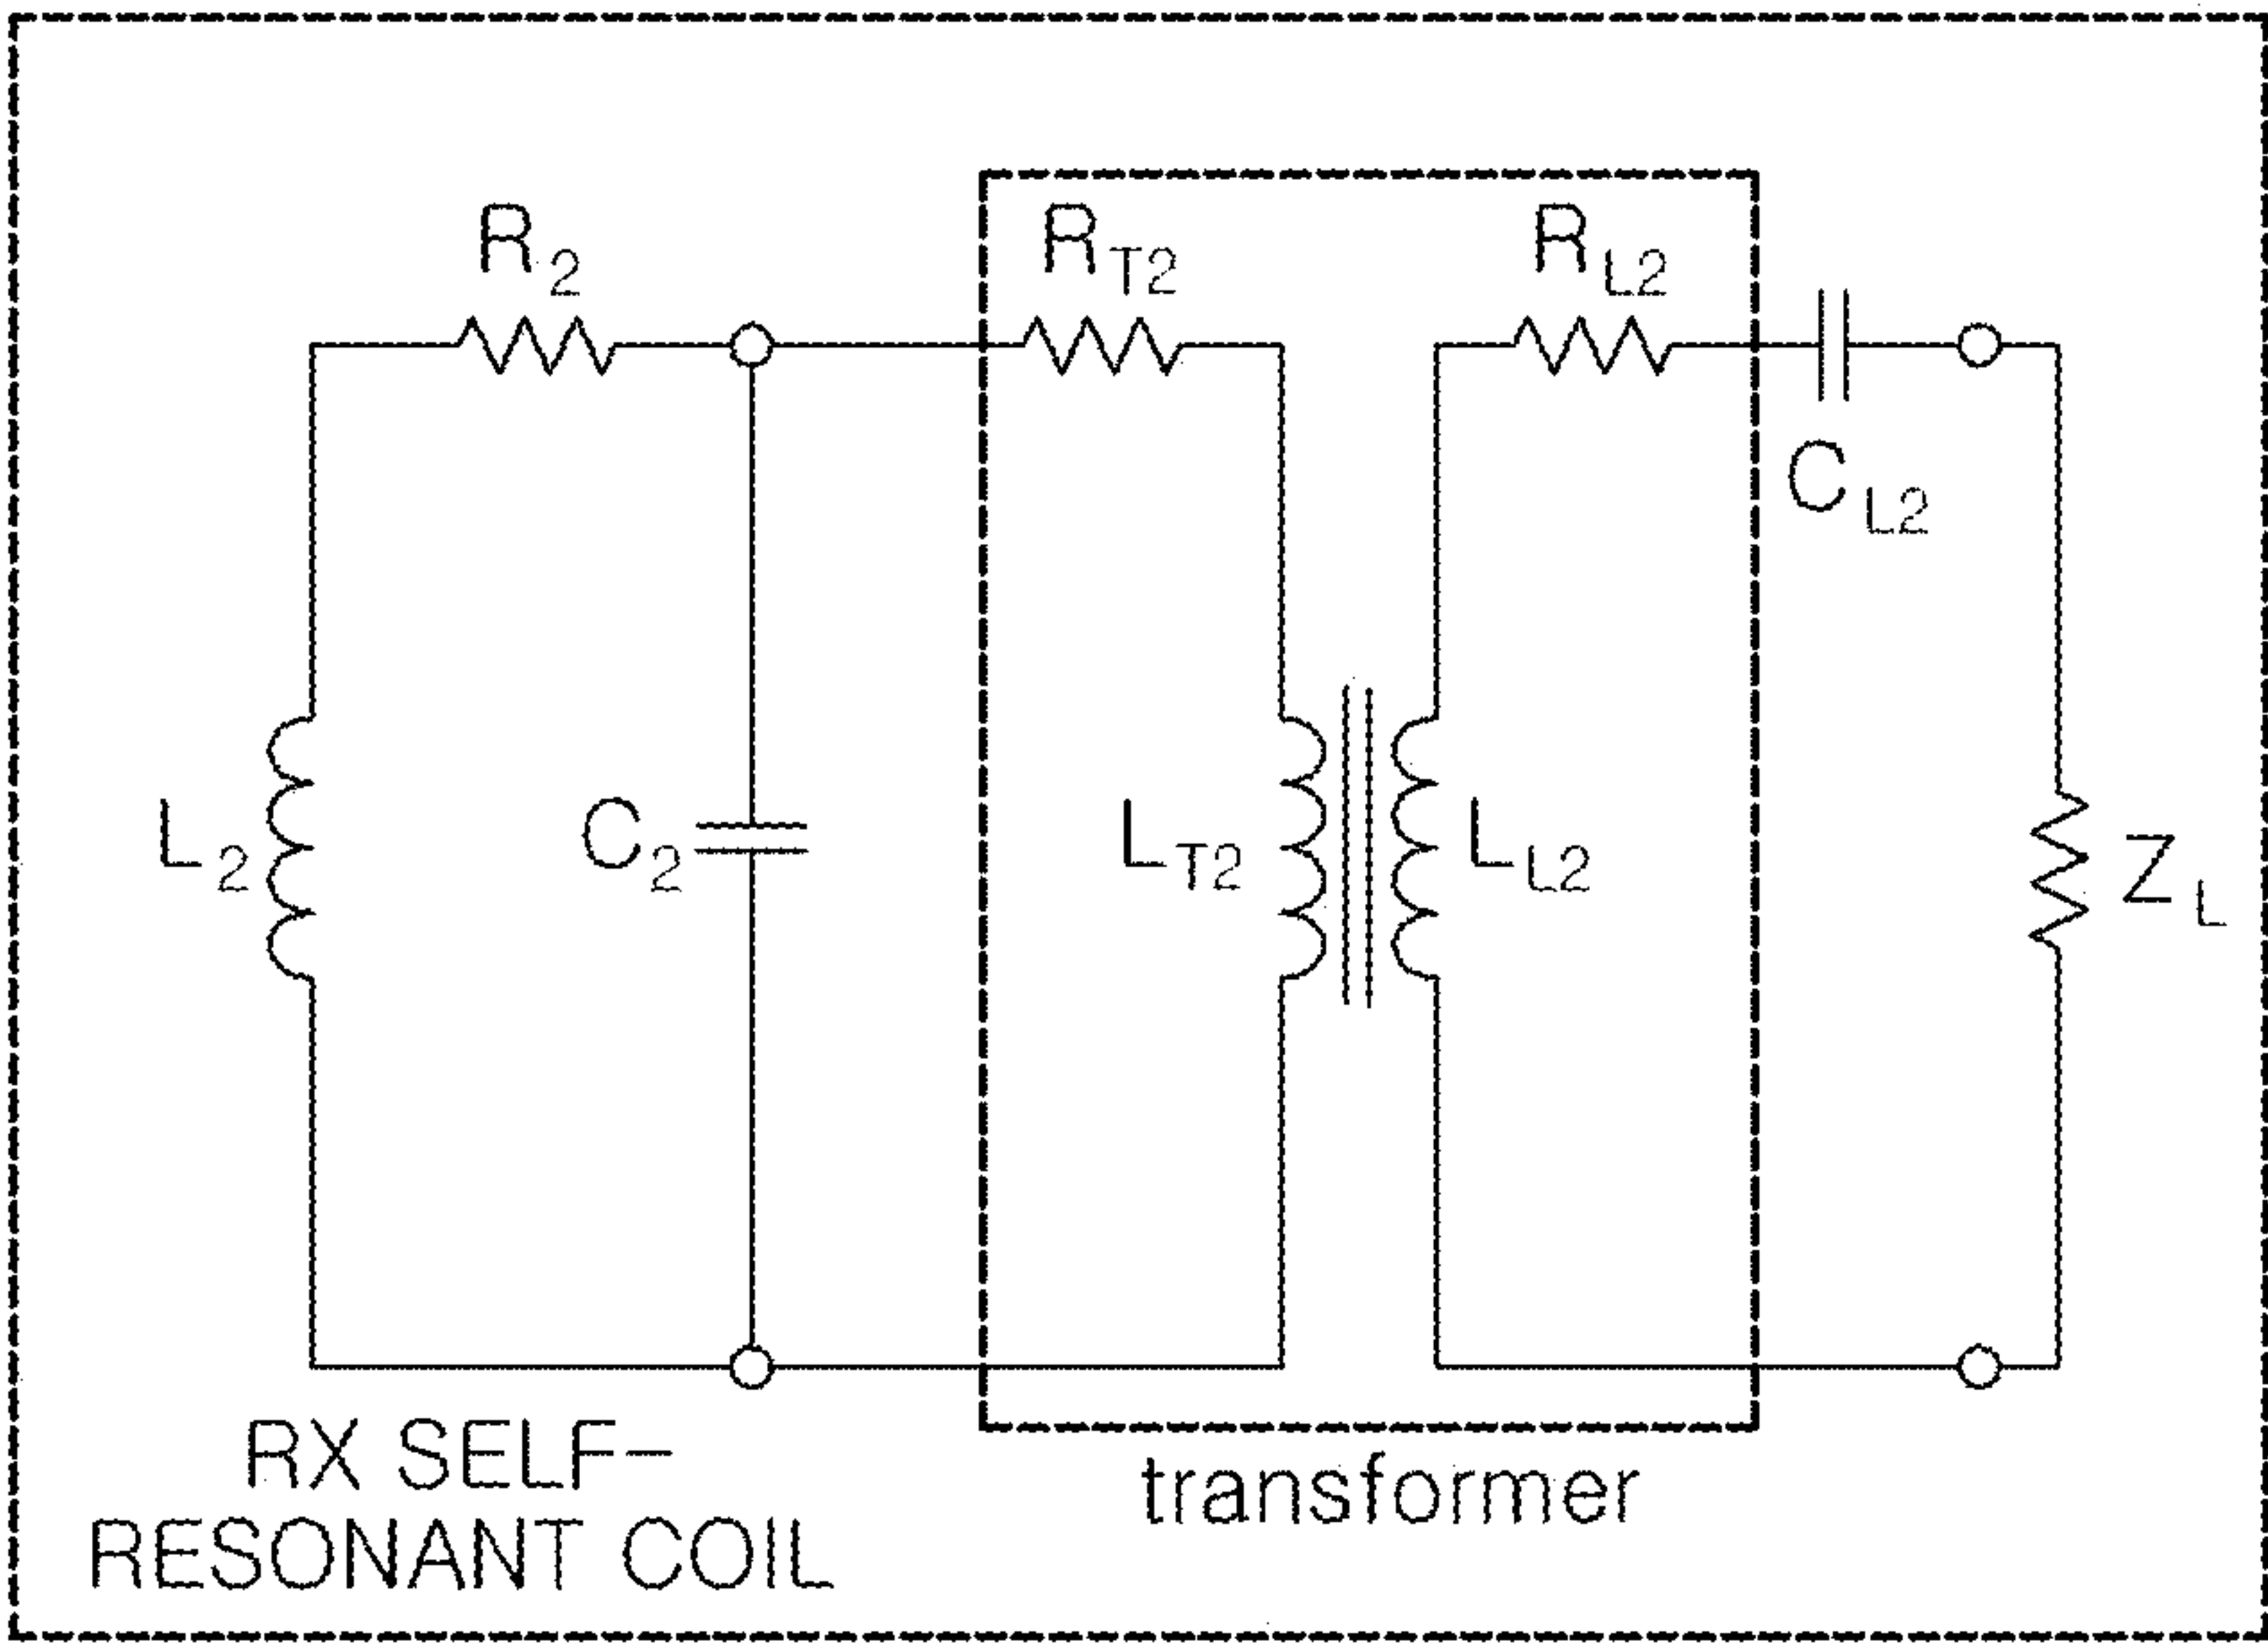 R2
RT2
RL2
CL2
L2
C2
LT2
LL2
ZL
RX SELF-
RESONANT COIL
transformer